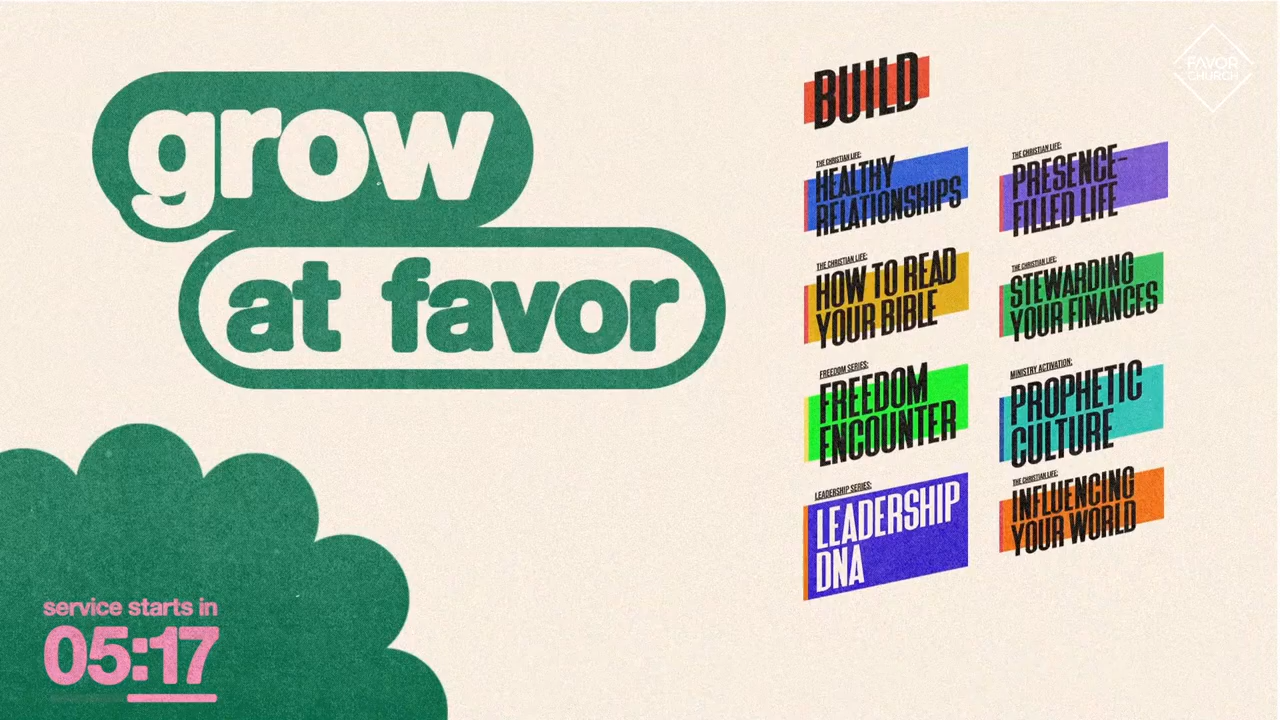 grow
at favor
BUILD
THE CHRISTIAN LIFE:
HEALTHY
RELATIONSHIPS
THE CHRISTIAN LIFE:
PRESENCE-
FILLED LIFE
THE CHRISTIAN LIFE:
HOW TO READ
YOUR BIBLE
THE CHRISTIAN LIFE:
STEWARDING
YOUR FINANCES
FREEDOM SERIES:
FREEDOM
ENCOUNTER
MINISTRY ACTIVATION:
PROPHETIC
CULTURE
LEADERSHIP SERIES:
LEADERSHIP
DNA
THE CHRISTIAN LIFE:
INFLUENCING
YOUR WORLD
FAVOR
CHURCH
service starts in
05:17